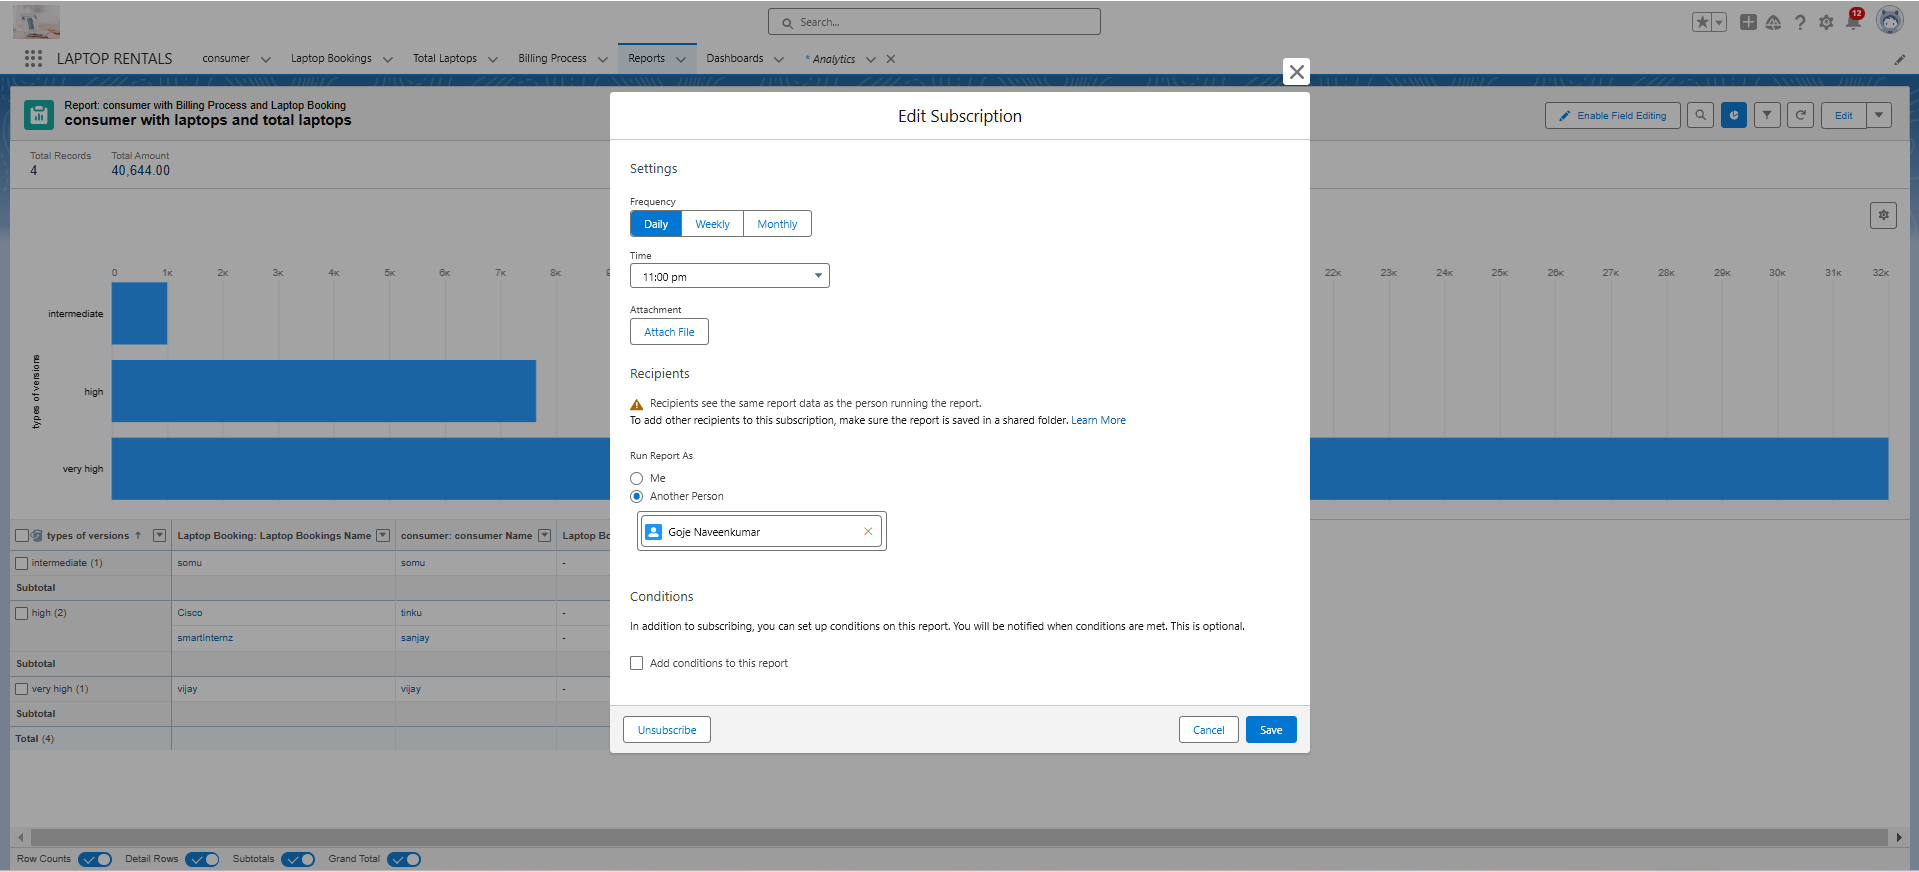 Search...
12
LAPTOP RENTALS consumer Laptop Bookings Total Laptops Billing Process Reports Dashboards * Analytics
Report: consumer with Billing Process and Laptop Booking
consumer with laptops and total laptops
Enable Field Editing Edit
Total Records Total Amount
4 40,644.00
Edit Subscription
Settings
Frequency
Daily Weekly Monthly
Time
11:00 pm
Attachment
Attach File
Recipients
Recipients see the same report data as the person running the report.
To add other recipients to this subscription, make sure the report is saved in a shared folder. Learn More
Run Report As
Me
Another Person
Goje Naveenkumar
Conditions
In addition to subscribing, you can set up conditions on this report. You will be notified when conditions are met. This is optional.
Add conditions to this report
Unsubscribe Cancel Save
0 1K 2K 3K 4K 5K 6K 7K 8K 22K 23K 24K 25K 26K 27K 28K 29K 30K 31K 32K
types of versions
intermediate
high
very high
types of versions ↑ Laptop Booking: Laptop Bookings Name consumer: consumer Name Laptop Bo
intermediate (1) somu somu -
Subtotal
high (2) Cisco tinku -
smartInternz sanjay -
Subtotal
very high (1) vijay vijay -
Subtotal
Total (4)
Row Counts Detail Rows Subtotals Grand Total